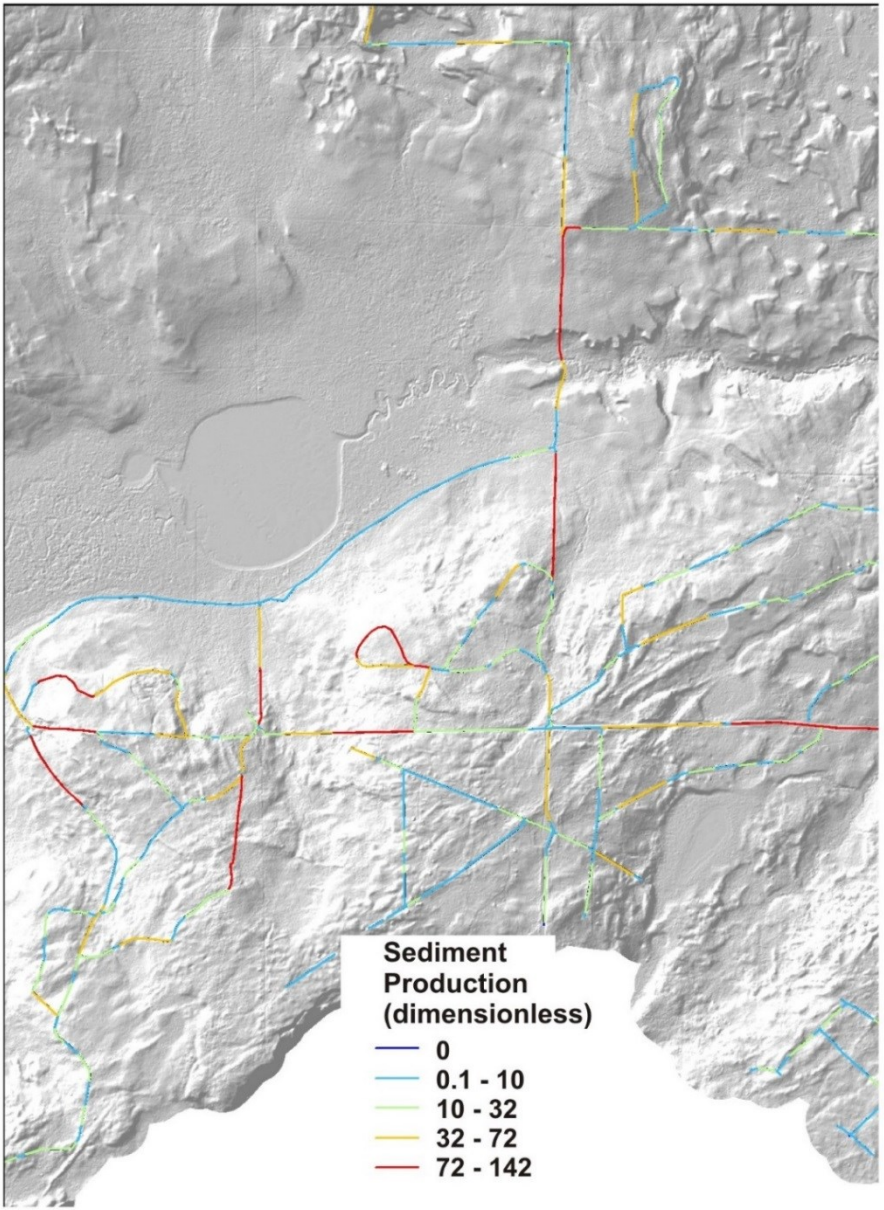 Sediment
Production
(dimensionless)
0
0.1 - 10
10 - 32
32 - 72
72 - 142